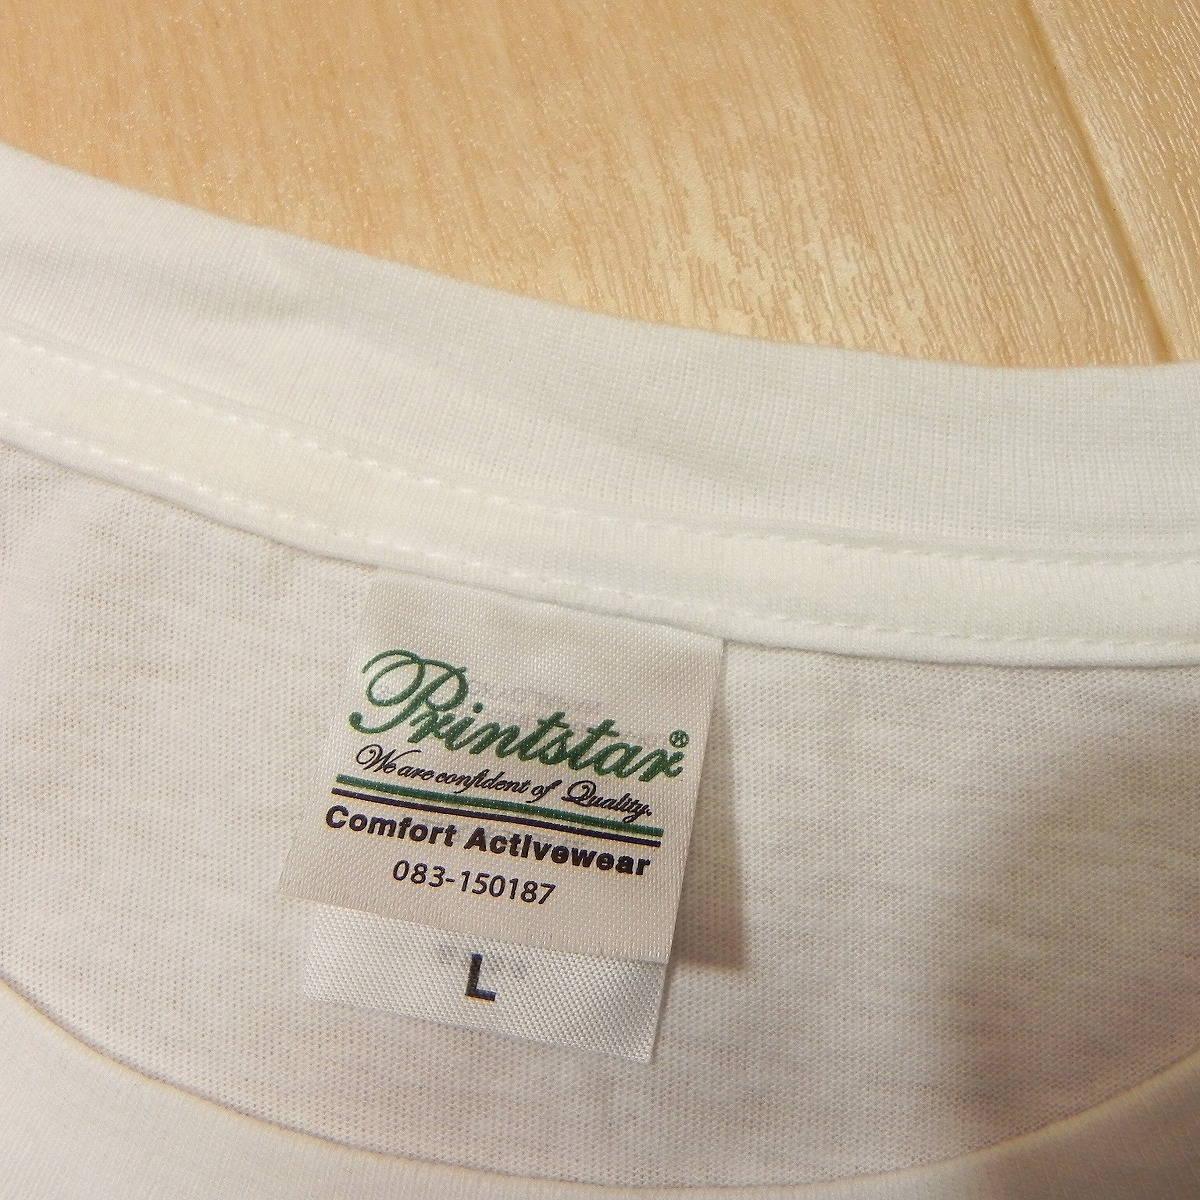 Printstar®
We are confident of Quality.
Comfort Activewear
083-150187
L